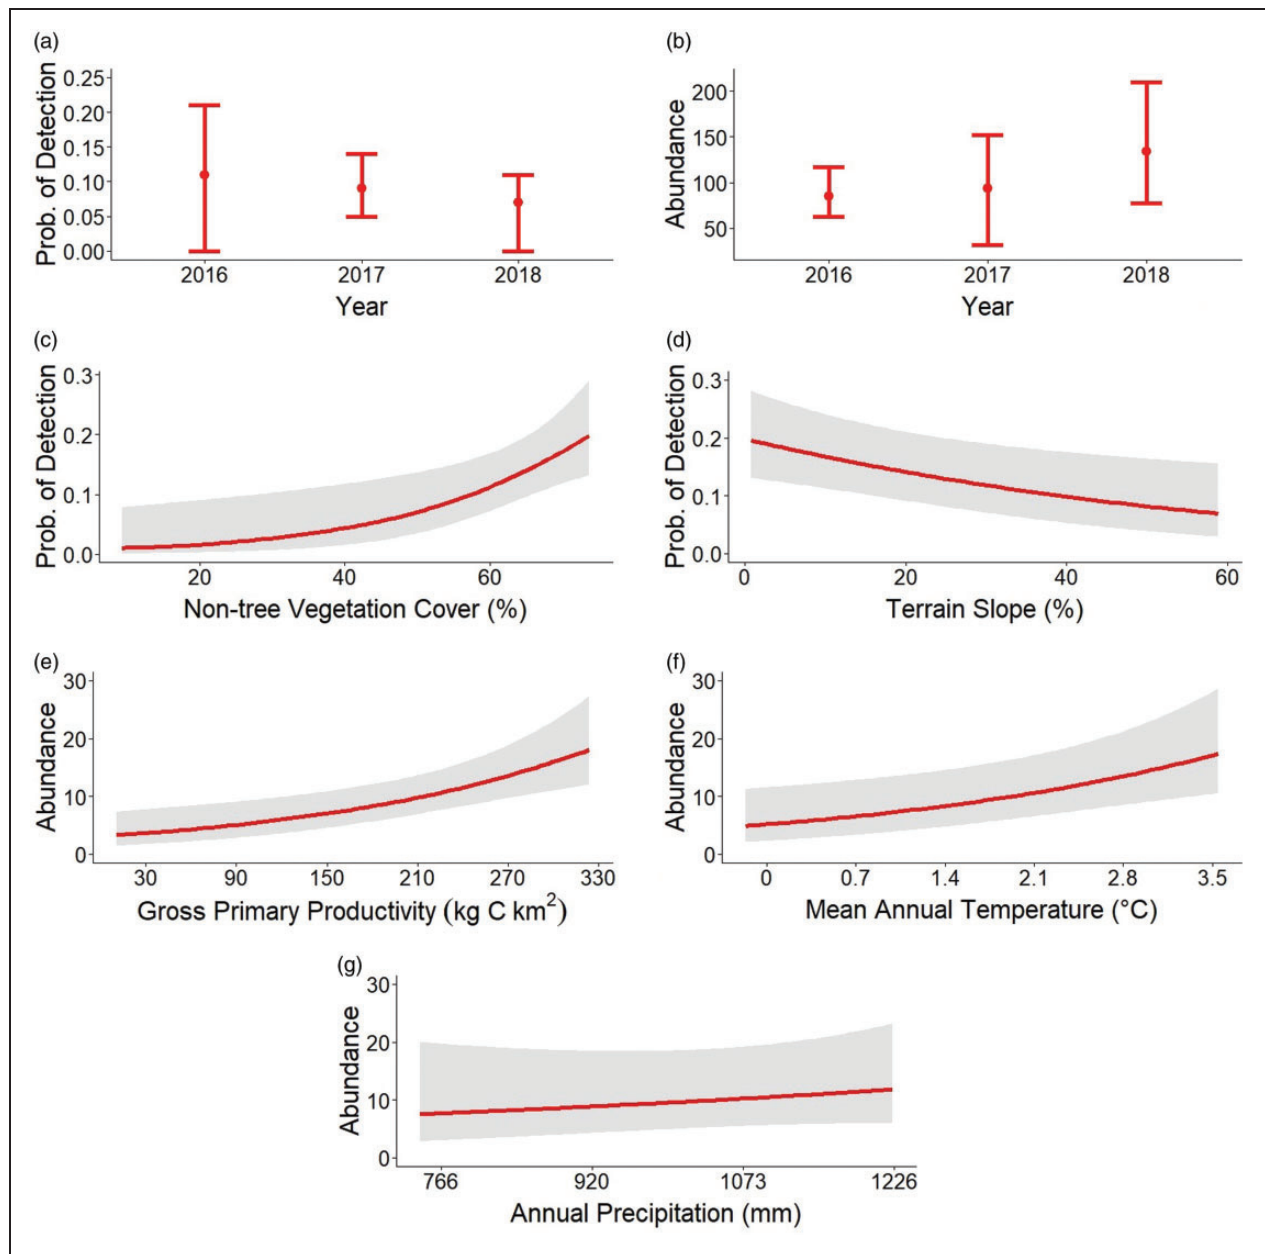 (a)
Prob. of Detection
0.25
0.20
0.15
0.10
0.05
0.00
2016 2017 2018
Year
(b)
Abundance
200
150
100
50
2016 2017 2018
Year
(c)
Prob. of Detection
0.3
0.2
0.1
0.0
20 40 60
Non-tree Vegetation Cover (%)
(d)
Prob. of Detection
0.3
0.2
0.1
0.0
0 20 40 60
Terrain Slope (%)
(e)
Abundance
30
20
10
0
30 90 150 210 270 330
Gross Primary Productivity (kg C km²)
(f)
Abundance
30
20
10
0
0 0.7 1.4 2.1 2.8 3.5
Mean Annual Temperature (°C)
(g)
Abundance
30
20
10
0
766 920 1073 1226
Annual Precipitation (mm)